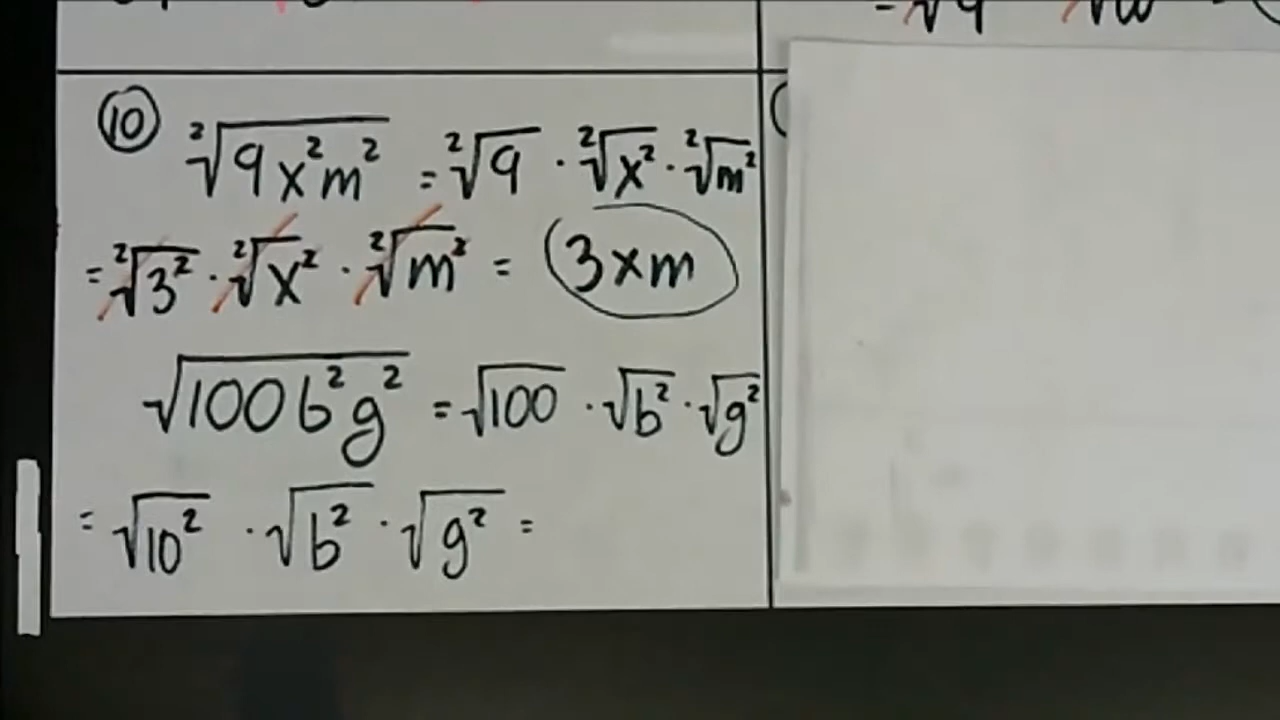 -√9 √w
⑩ ²√9x²m² = ²√9 · ²√x² · ²√m²
= ²√3² · ²√x² · ²√m² = 3xm
√100b²g² = √100 · √b² · √g²
= √10² · √b² · √g² =